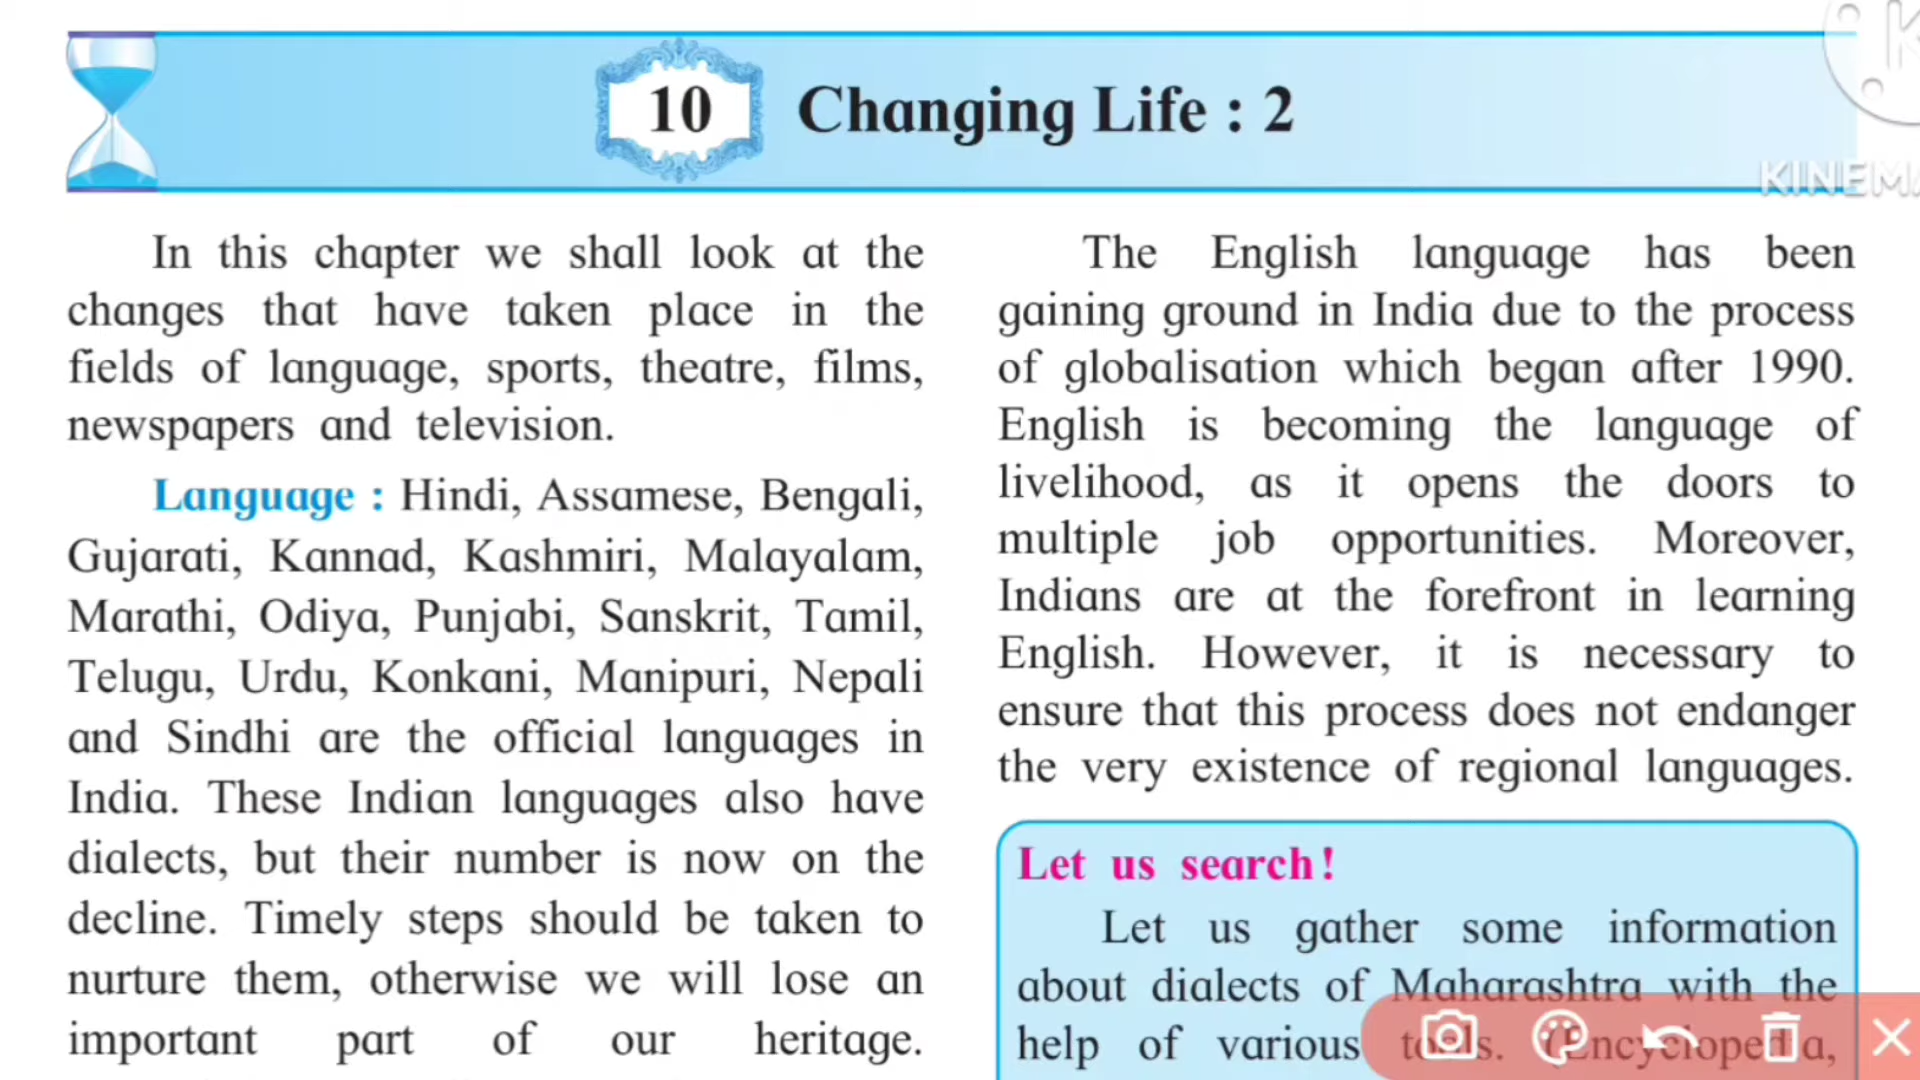 10 Changing Life : 2
KINEMA
In this chapter we shall look at the
changes that have taken place in the
fields of language, sports, theatre, films,
newspapers and television.
Language : Hindi, Assamese, Bengali,
Gujarati, Kannad, Kashmiri, Malayalam,
Marathi, Odiya, Punjabi, Sanskrit, Tamil,
Telugu, Urdu, Konkani, Manipuri, Nepali
and Sindhi are the official languages in
India. These Indian languages also have
dialects, but their number is now on the
decline. Timely steps should be taken to
nurture them, otherwise we will lose an
important part of our heritage.
The English language has been
gaining ground in India due to the process
of globalisation which began after 1990.
English is becoming the language of
livelihood, as it opens the doors to
multiple job opportunities. Moreover,
Indians are at the forefront in learning
English. However, it is necessary to
ensure that this process does not endanger
the very existence of regional languages.
Let us search!
Let us gather some information
about dialects of Maharashtra with the
help of various tools. (Encyclopedia,